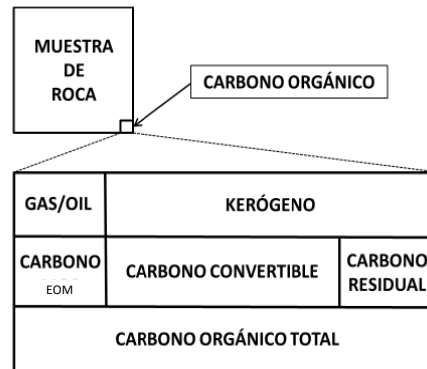 MUESTRA
DE
ROCA
CARBONO ORGÁNICO
GAS/OIL
KERÓGENO
CARBONO
EOM
CARBONO CONVERTIBLE
CARBONO
RESIDUAL
CARBONO ORGÁNICO TOTAL